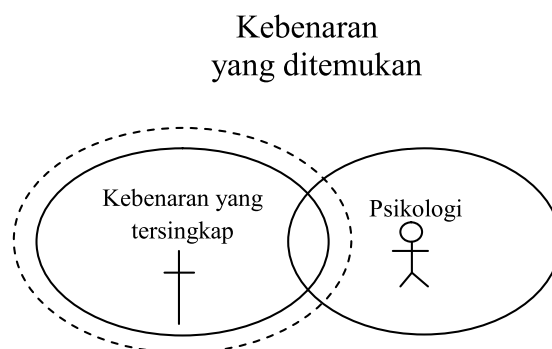 Kebenaran
yang ditemukan
Kebenaran yang
tersingkap
Psikologi